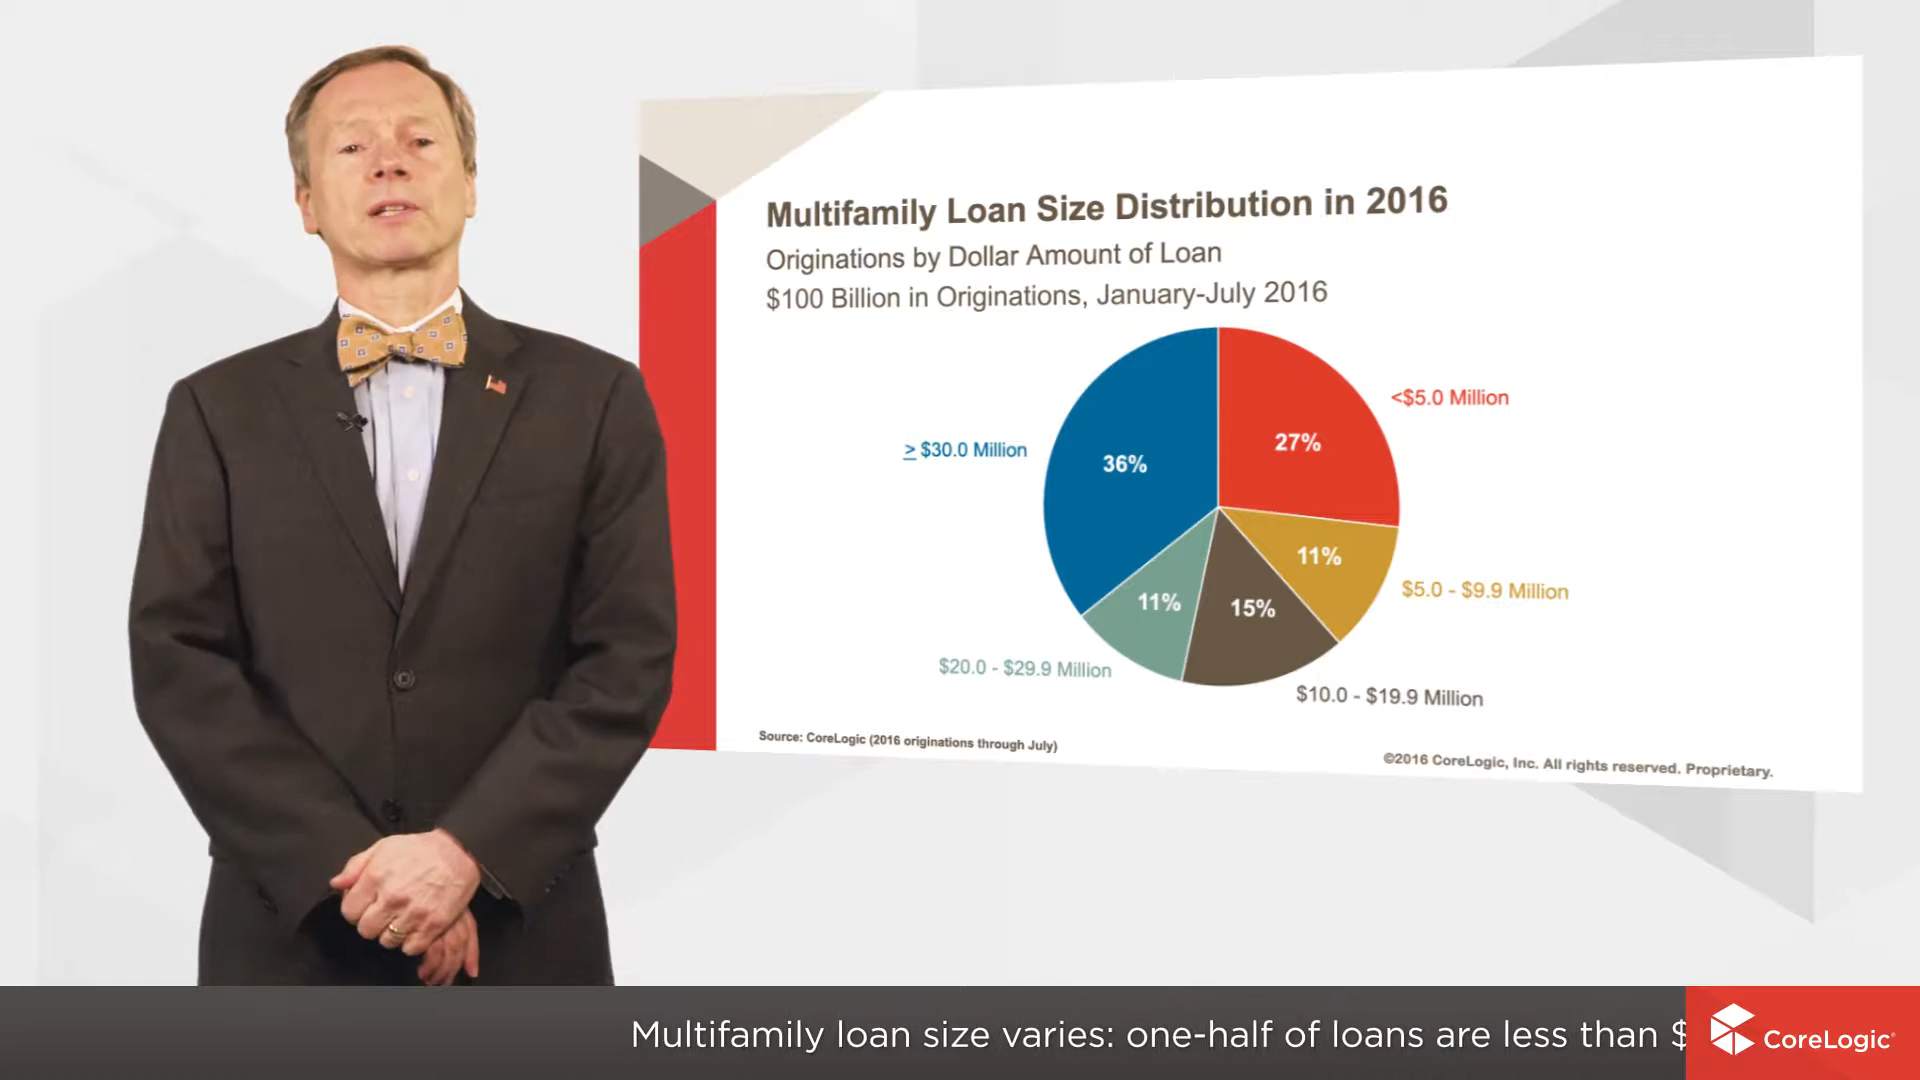 Multifamily Loan Size Distribution in 2016
Originations by Dollar Amount of Loan
$100 Billion in Originations, January-July 2016
<$5.0 Million
27%
≥ $30.0 Million
36%
11%
$5.0 - $9.9 Million
11%
15%
$20.0 - $29.9 Million
$10.0 - $19.9 Million
Source: CoreLogic (2016 originations through July)
©2016 CoreLogic, Inc. All rights reserved. Proprietary.
Multifamily loan size varies: one-half of loans are less than $
CoreLogic®